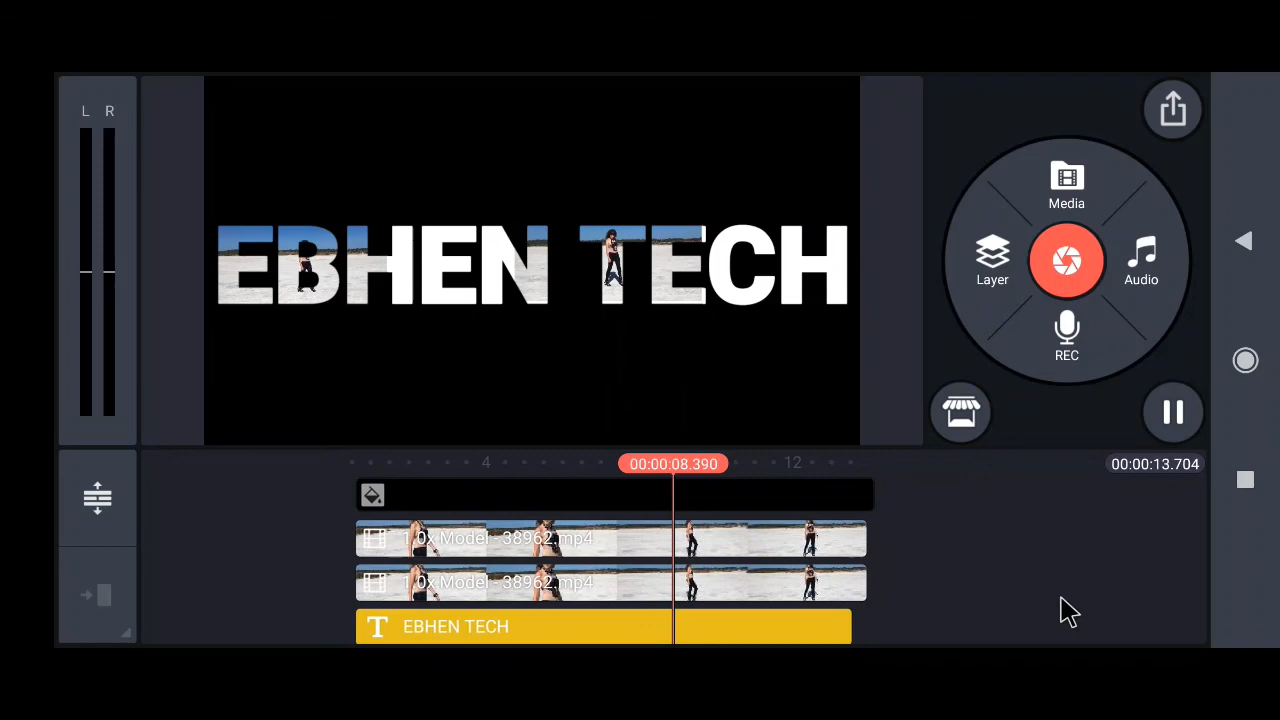 L R
EBHEN TECH
Media
Layer
Audio
REC
4
00:00:08.390
12
00:00:13.704
1.0x Model - 38962.mp4
1.0x Model - 38962.mp4
T EBHEN TECH